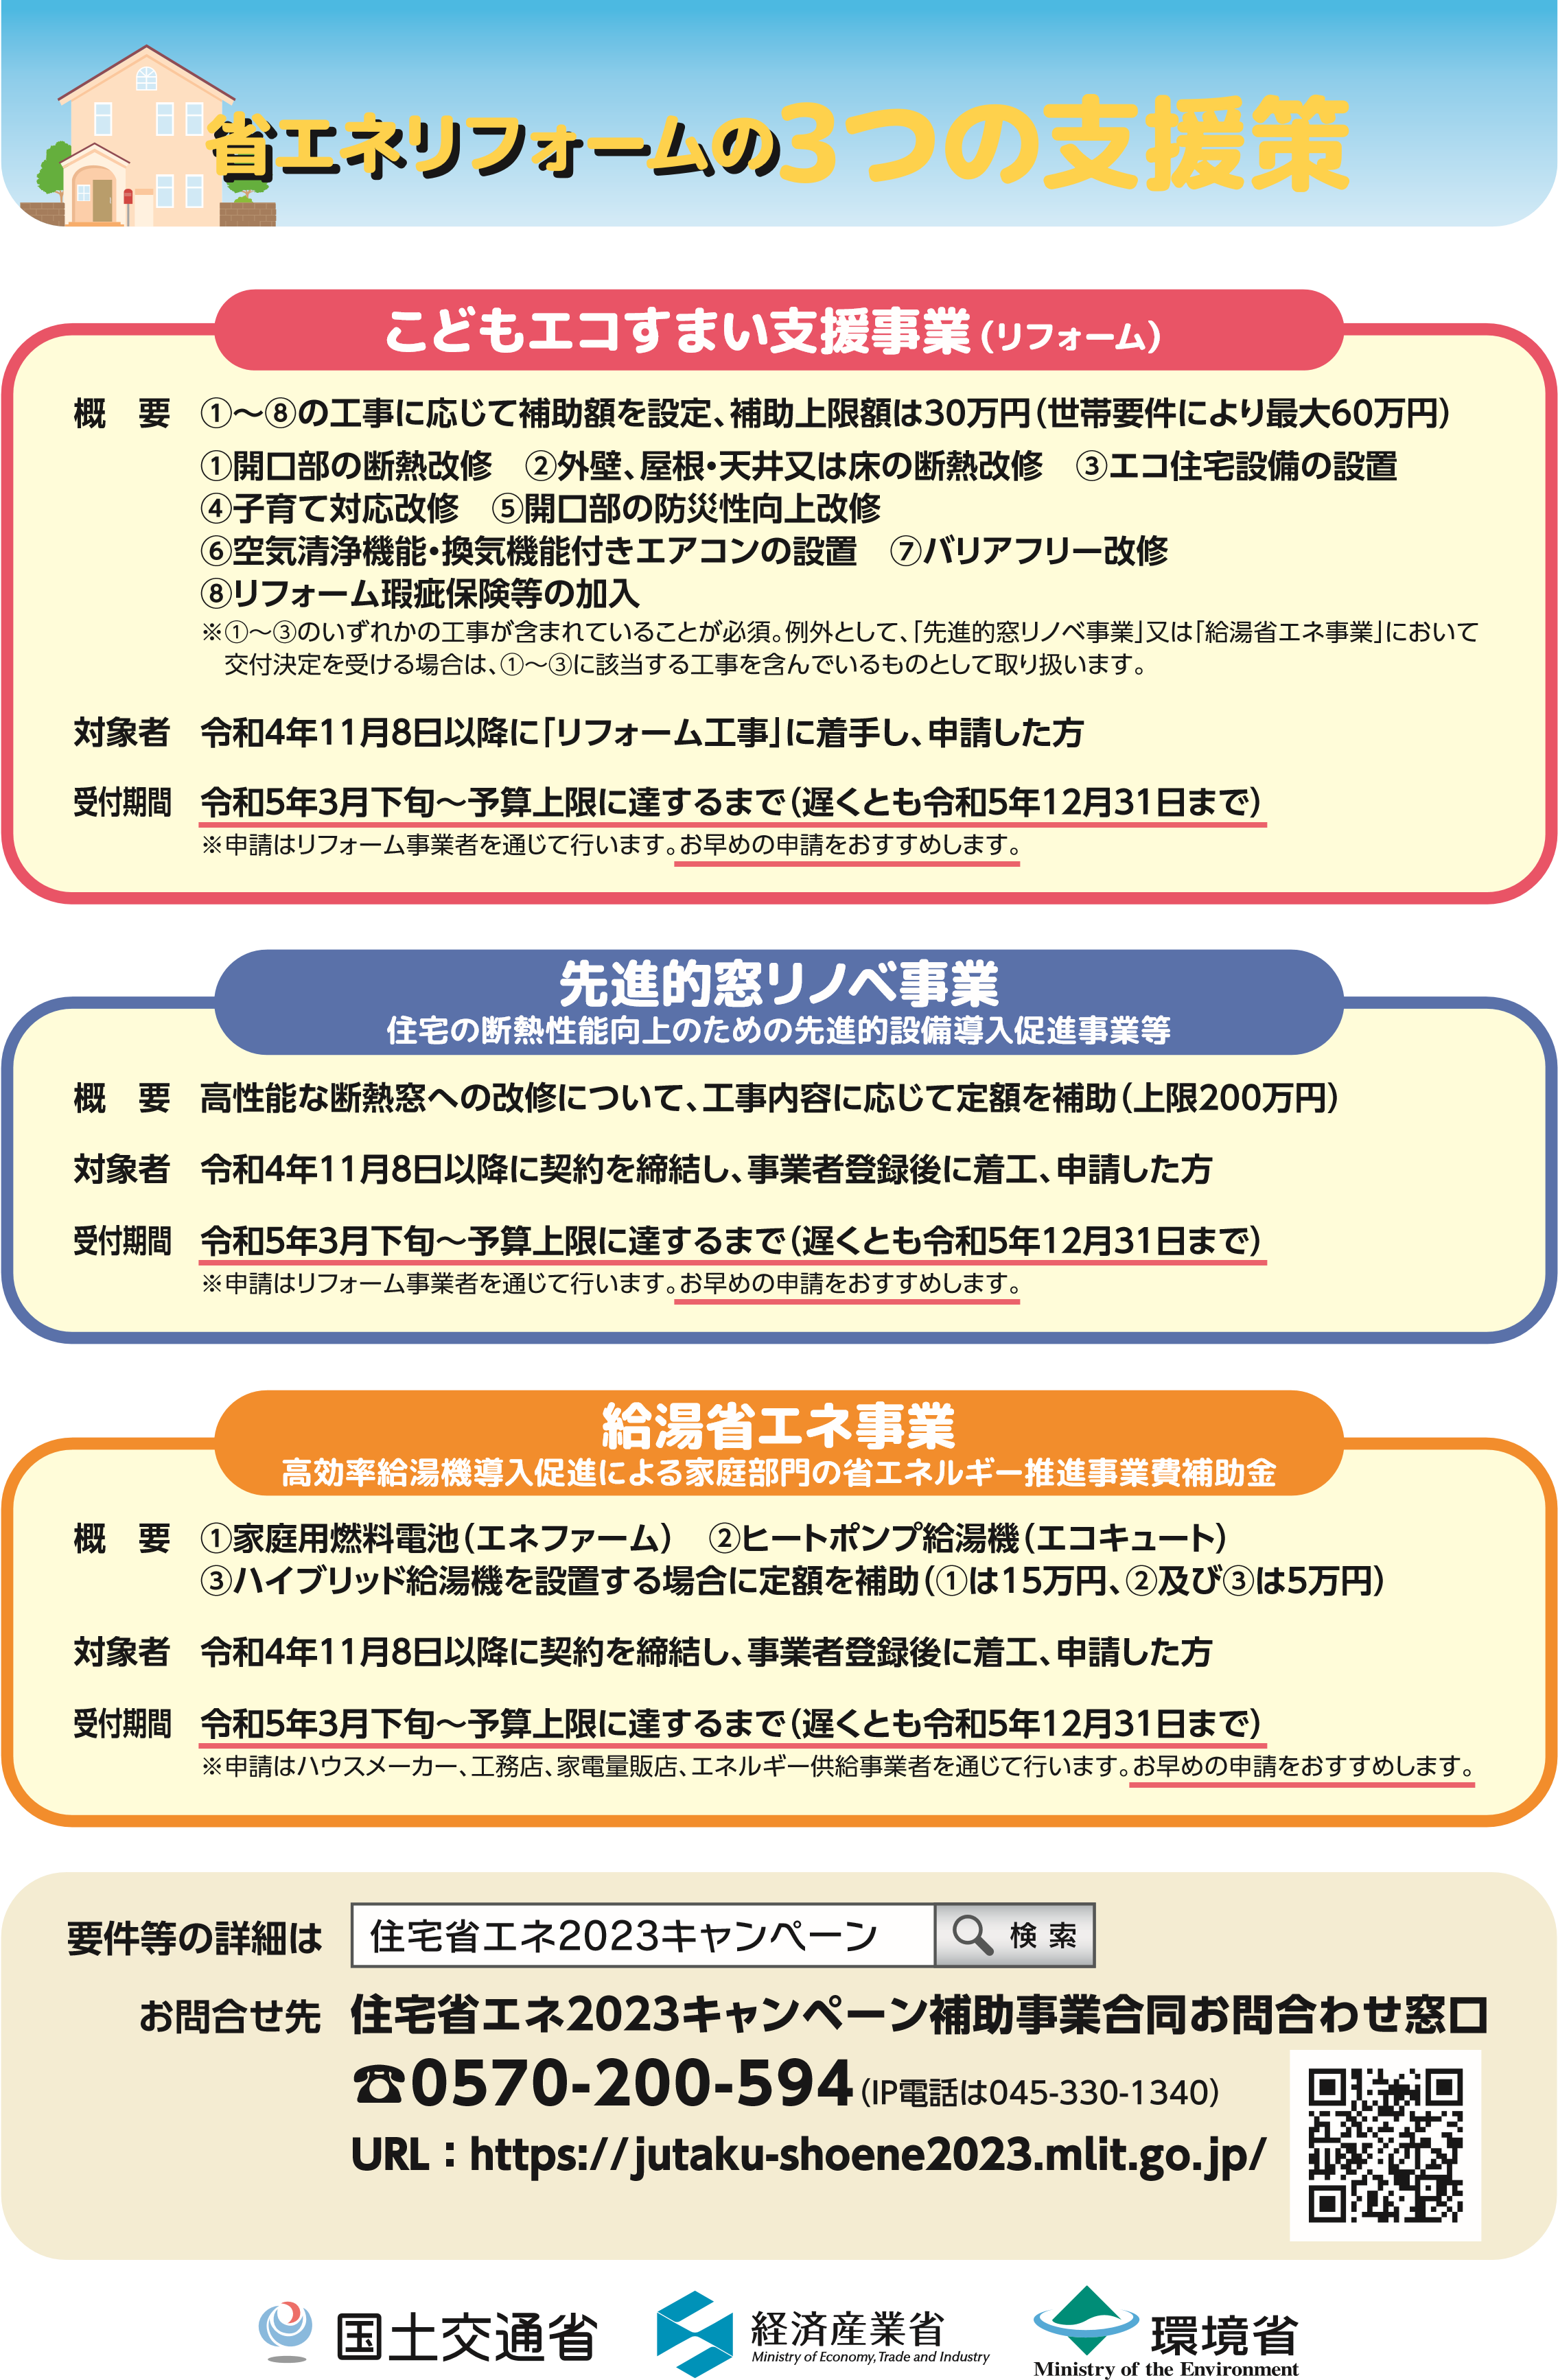 省エネリフォームの3つの支援策
こどもエコすまい支援事業(リフォーム)
概　要　①～⑧の工事に応じて補助額を設定、補助上限額は30万円(世帯要件により最大60万円)
①開口部の断熱改修　②外壁、屋根・天井又は床の断熱改修　③エコ住宅設備の設置
④子育て対応改修　⑤開口部の防災性向上改修
⑥空気清浄機能・換気機能付きエアコンの設置　⑦バリアフリー改修
⑧リフォーム瑕疵保険等の加入
※①～③のいずれかの工事が含まれていることが必須。例外として、「先進的窓リノベ事業」又は「給湯省エネ事業」において
交付決定を受ける場合は、①～③に該当する工事を含んでいるものとして取り扱います。
対象者　令和4年11月8日以降に「リフォーム工事」に着手し、申請した方
受付期間　令和5年3月下旬～予算上限に達するまで(遅くとも令和5年12月31日まで)
※申請はリフォーム事業者を通じて行います。お早めの申請をおすすめします。
先進的窓リノベ事業
住宅の断熱性能向上のための先進的設備導入促進事業等
概　要　高性能な断熱窓への改修について、工事内容に応じて定額を補助(上限200万円)
対象者　令和4年11月8日以降に契約を締結し、事業者登録後に着工、申請した方
受付期間　令和5年3月下旬～予算上限に達するまで(遅くとも令和5年12月31日まで)
※申請はリフォーム事業者を通じて行います。お早めの申請をおすすめします。
給湯省エネ事業
高効率給湯機導入促進による家庭部門の省エネルギー推進事業費補助金
概　要　①家庭用燃料電池(エネファーム)　②ヒートポンプ給湯機(エコキュート)
③ハイブリッド給湯機を設置する場合に定額を補助(①は15万円、②及び③は5万円)
対象者　令和4年11月8日以降に契約を締結し、事業者登録後に着工、申請した方
受付期間　令和5年3月下旬～予算上限に達するまで(遅くとも令和5年12月31日まで)
※申請はハウスメーカー、工務店、家電量販店、エネルギー供給事業者を通じて行います。お早めの申請をおすすめします。
要件等の詳細は　住宅省エネ2023キャンペーン　検索
お問合せ先　住宅省エネ2023キャンペーン補助事業合同お問合わせ窓口
☎0570-200-594(IP電話は045-330-1340)
URL：https://jutaku-shoene2023.mlit.go.jp/
国土交通省
経済産業省
Ministry of Economy, Trade and Industry
環境省
Ministry of the Environment